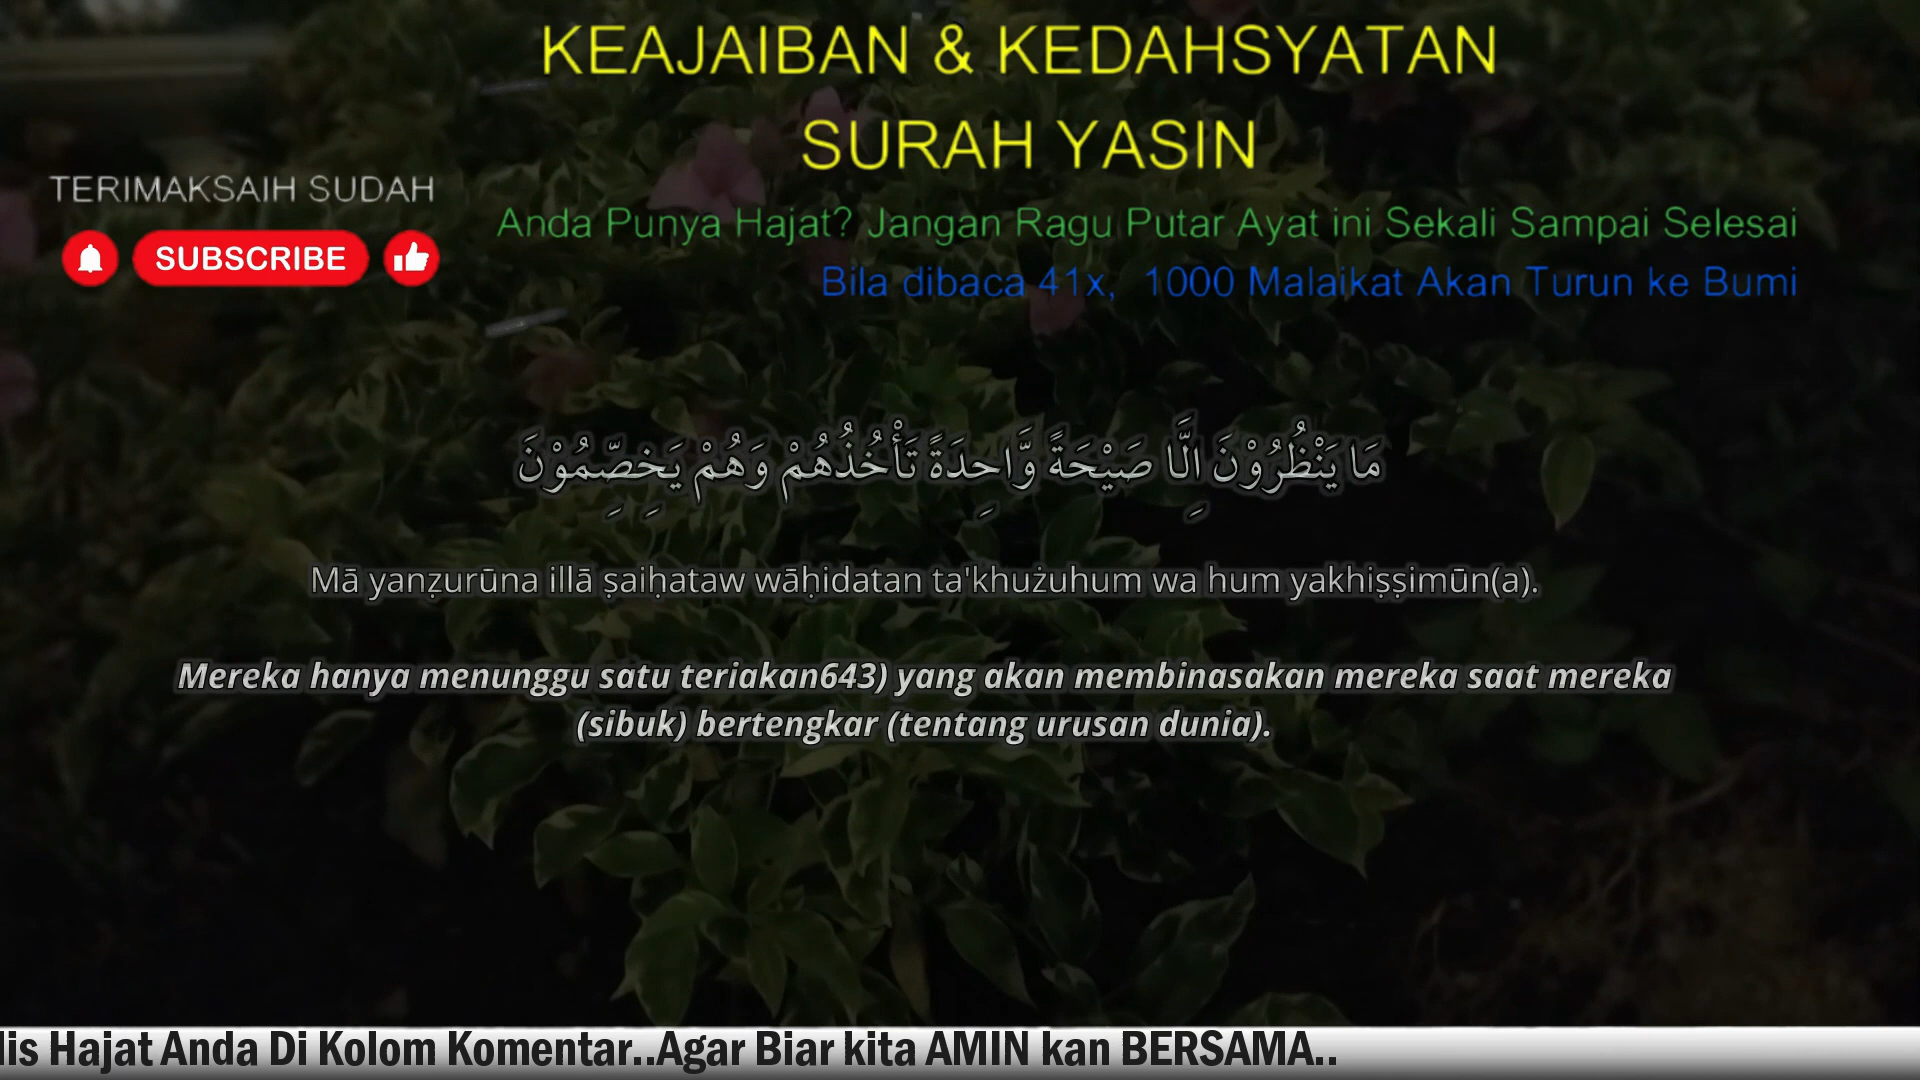 KEAJAIBAN & KEDAHSYATAN
SURAH YASIN
TERIMAKSAIH SUDAH
SUBSCRIBE
Anda Punya Hajat? Jangan Ragu Putar Ayat ini Sekali Sampai Selesai
Bila dibaca 41x, 1000 Malaikat Akan Turun ke Bumi
مَا يَنْظُرُوْنَ اِلَّا صَيْحَةً وَّاحِدَةً تَأْخُذُهُمْ وَهُمْ يَخِصِّمُوْنَ
Mā yanẓurūna illā ṣaiḥataw wāḥidatan ta'khużuhum wa hum yakhiṣṣimūn(a).
Mereka hanya menunggu satu teriakan643) yang akan membinasakan mereka saat mereka
(sibuk) bertengkar (tentang urusan dunia).
lis Hajat Anda Di Kolom Komentar..Agar Biar kita AMIN kan BERSAMA..